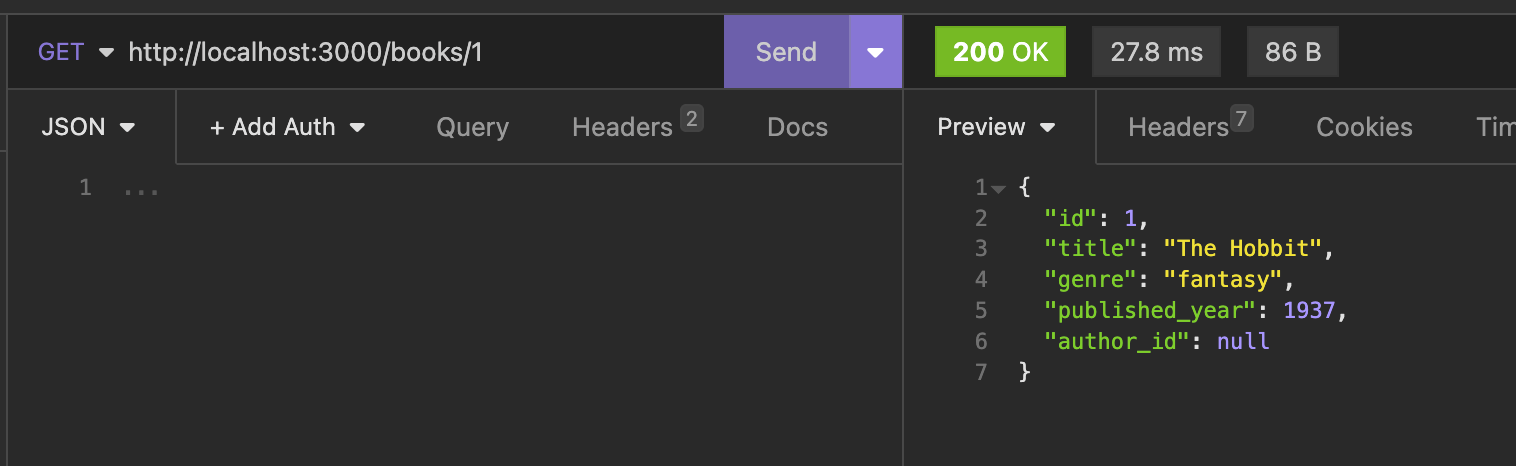 GET http://localhost:3000/books/1 Send 200 OK 27.8 ms 86 B
JSON + Add Auth Query Headers 2 Docs Preview Headers 7 Cookies Tim
1 ...
1 {
2 "id": 1,
3 "title": "The Hobbit",
4 "genre": "fantasy",
5 "published_year": 1937,
6 "author_id": null
7 }